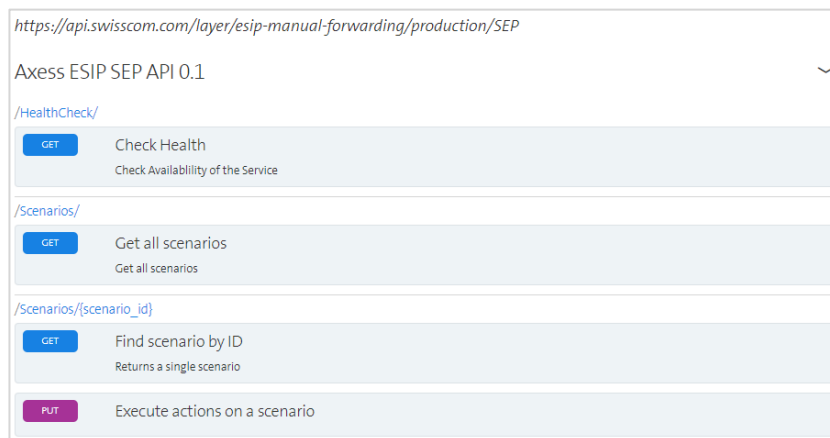 https://api.swisscom.com/layer/esip-manual-forwarding/production/SEP
Axess ESIP SEP API 0.1
/HealthCheck/
GET Check Health
Check Availablility of the Service
/Scenarios/
GET Get all scenarios
Get all scenarios
/Scenarios/{scenario_id}
GET Find scenario by ID
Returns a single scenario
PUT Execute actions on a scenario